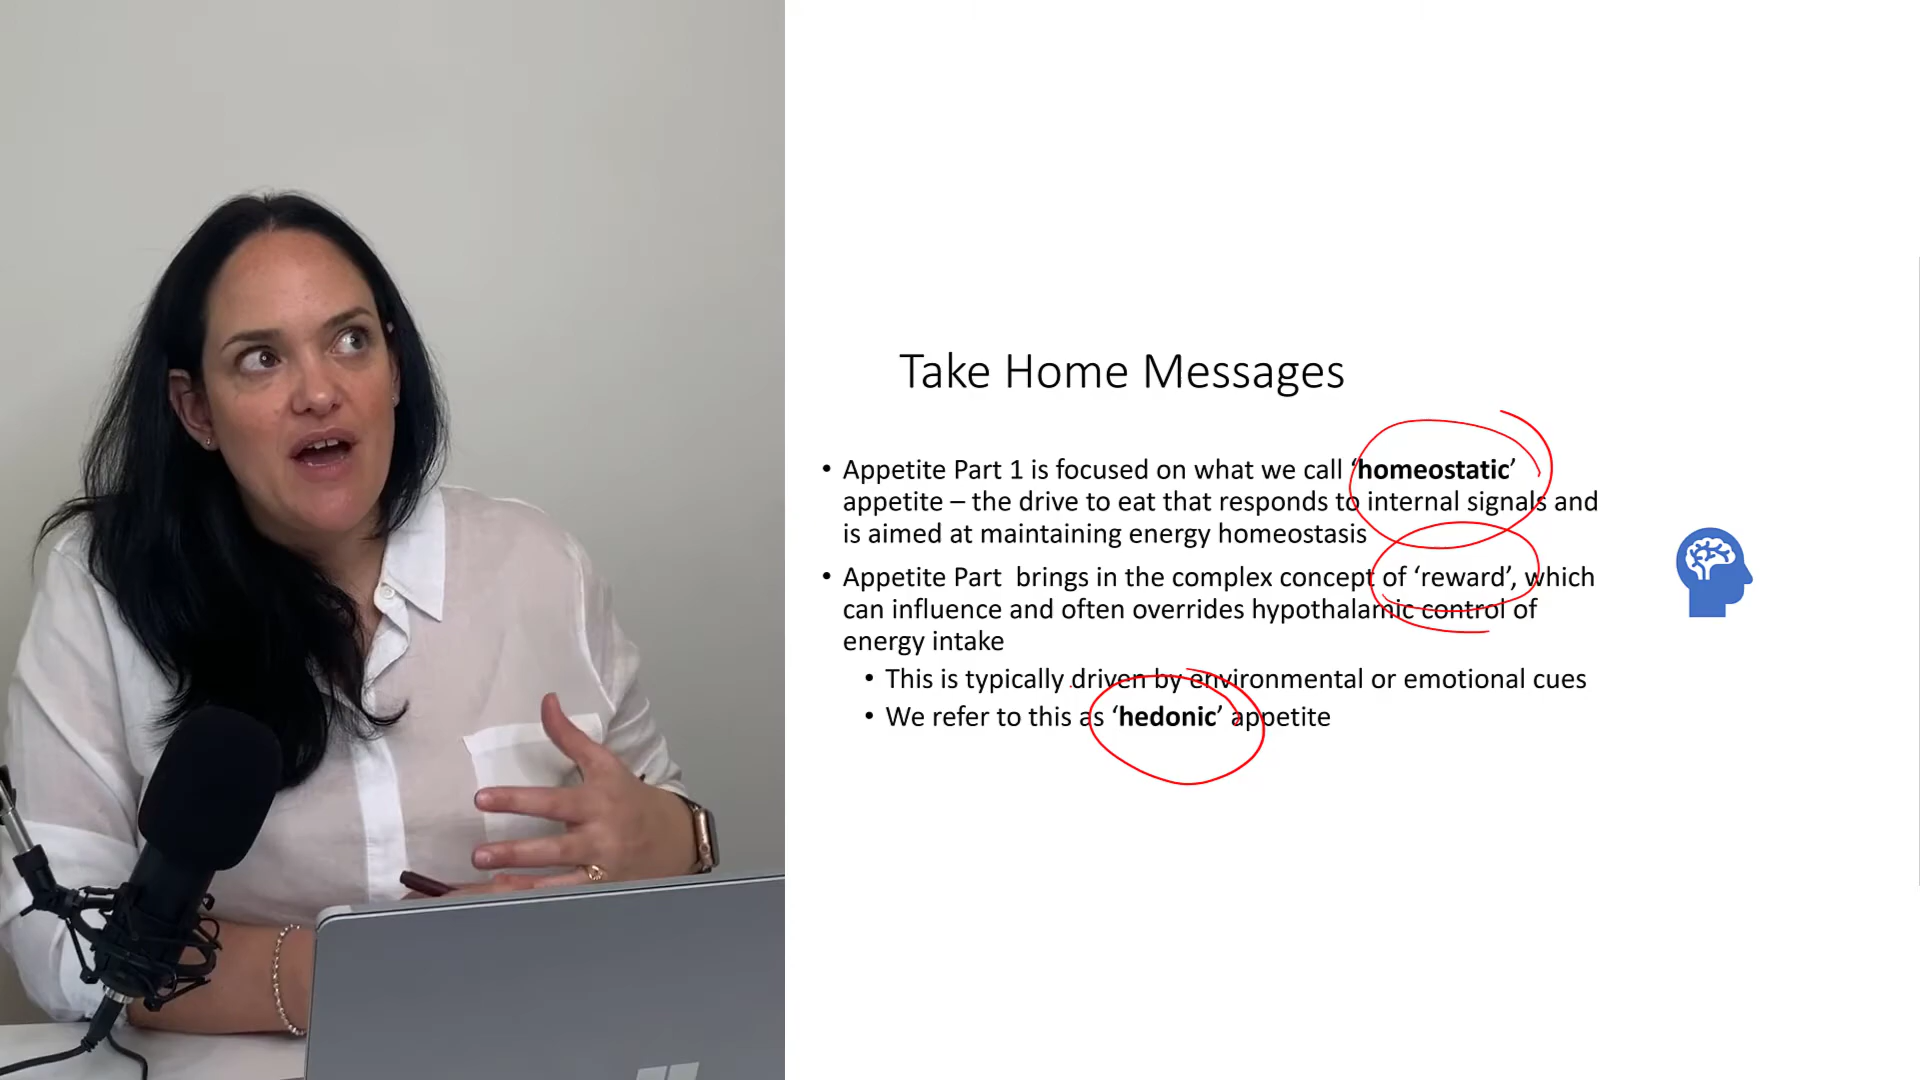 Take Home Messages
• Appetite Part 1 is focused on what we call ‘homeostatic’
appetite – the drive to eat that responds to internal signals and
is aimed at maintaining energy homeostasis
• Appetite Part  brings in the complex concept of ‘reward’, which
can influence and often overrides hypothalamic control of
energy intake
• This is typically driven by environmental or emotional cues
• We refer to this as ‘hedonic’ appetite